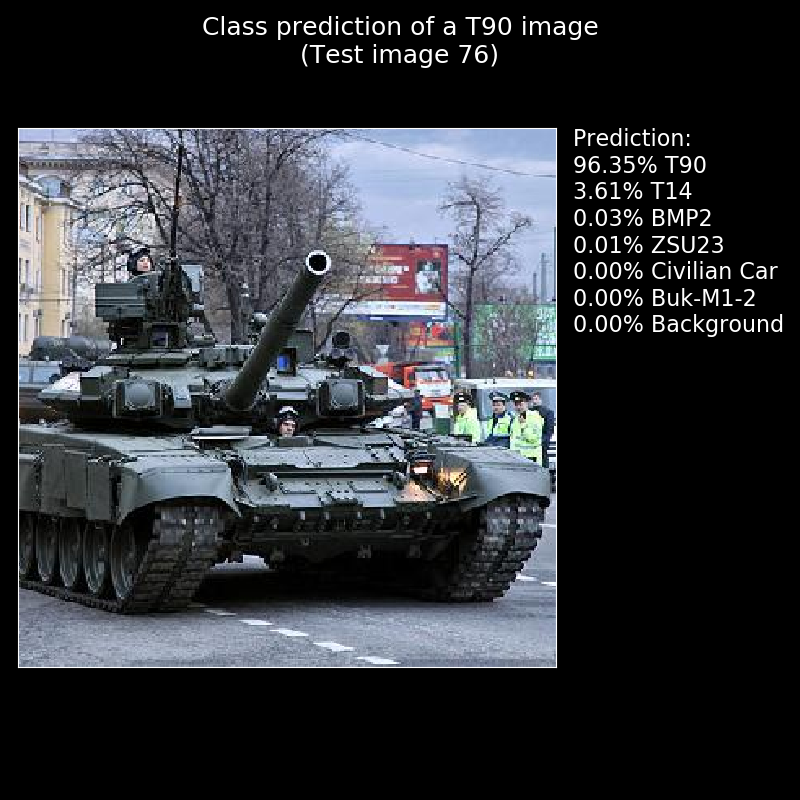 Class prediction of a T90 image
(Test image 76)
Prediction:
96.35% T90
3.61% T14
0.03% BMP2
0.01% ZSU23
0.00% Civilian Car
0.00% Buk-M1-2
0.00% Background